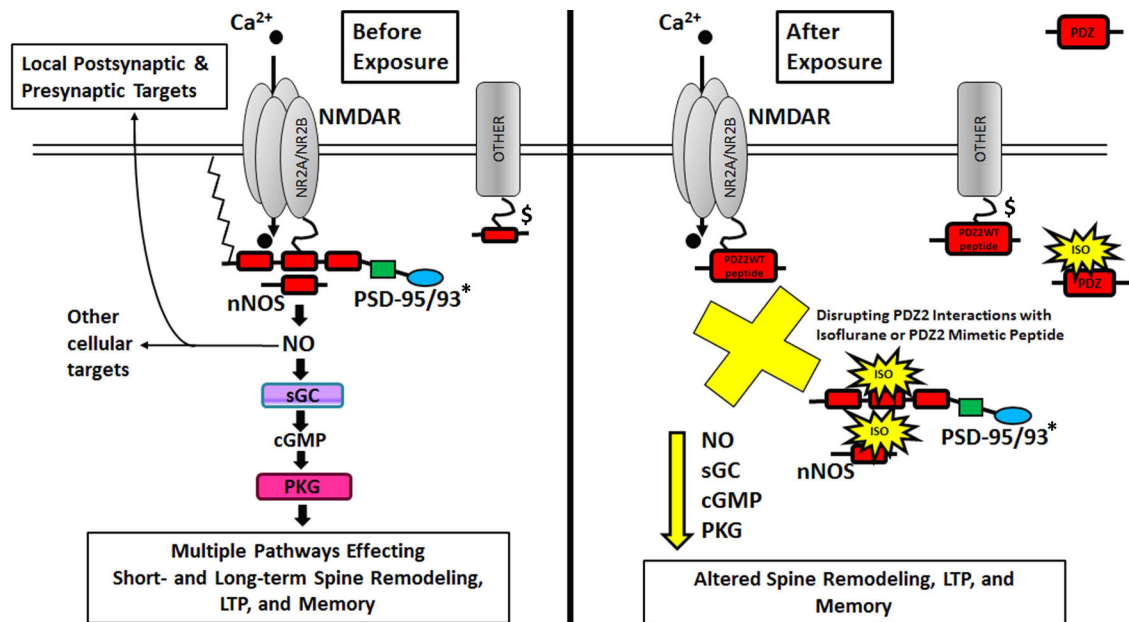 Ca2+
Before
Exposure
Local Postsynaptic &
Presynaptic Targets
NMDAR
NR2A/NR2B
OTHER
$
nNOS
PSD-95/93*
Other
cellular
targets
NO
sGC
cGMP
PKG
Multiple Pathways Effecting
Short- and Long-term Spine Remodeling,
LTP, and Memory
Ca2+
After
Exposure
PDZ
NMDAR
NR2A/NR2B
OTHER
$
PDZ2WT
peptide
PDZ2WT
peptide
ISO
PDZ
Disrupting PDZ2 Interactions with
Isoflurane or PDZ2 Mimetic Peptide
ISO
PSD-95/93*
ISO
nNOS
NO
sGC
cGMP
PKG
Altered Spine Remodeling, LTP, and
Memory